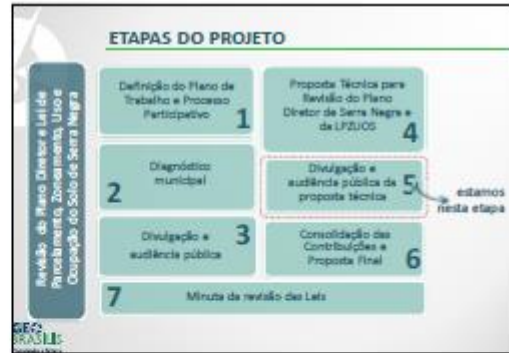 ETAPAS DO PROJETO
Revisão do Plano Diretor e Lei de
Parcelamento, Zoneamento, Uso e
Ocupação do Solo de Serra Negra
Definição do Plano de
Trabalho e Processo
Participativo
1
Diagnóstico
municipal
2
Divulgação e
audiência pública
3
Proposta Técnica para
Revisão do Plano
Diretor de Serra Negra e
da LPZUOS
4
Divulgação e
audiência pública da
proposta técnica
5
estamos
nesta etapa
Consolidação das
Contribuições e
Proposta Final
6
7
Minuta da revisão das Leis
GEO
BRASILIS